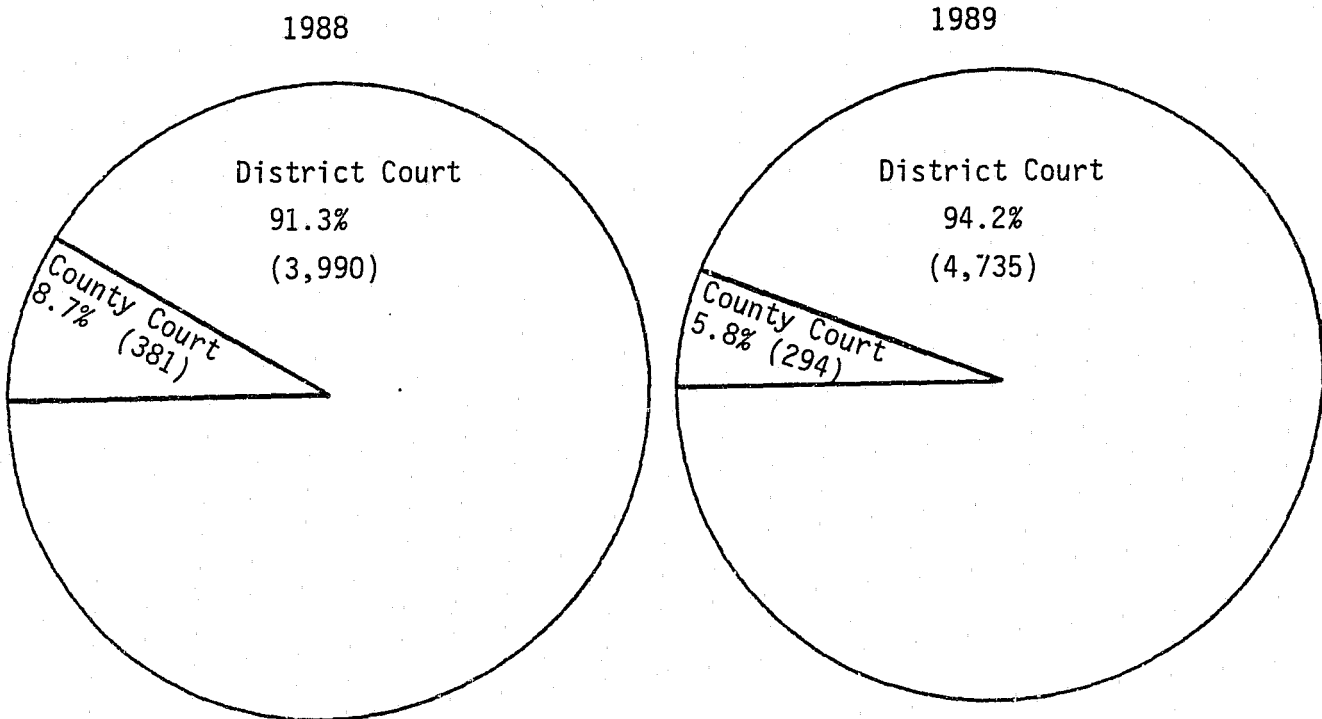 1988
District Court
91.3%
(3,990)
County Court
8.7% (381)
1989
District Court
94.2%
(4,735)
County Court
5.8% (294)